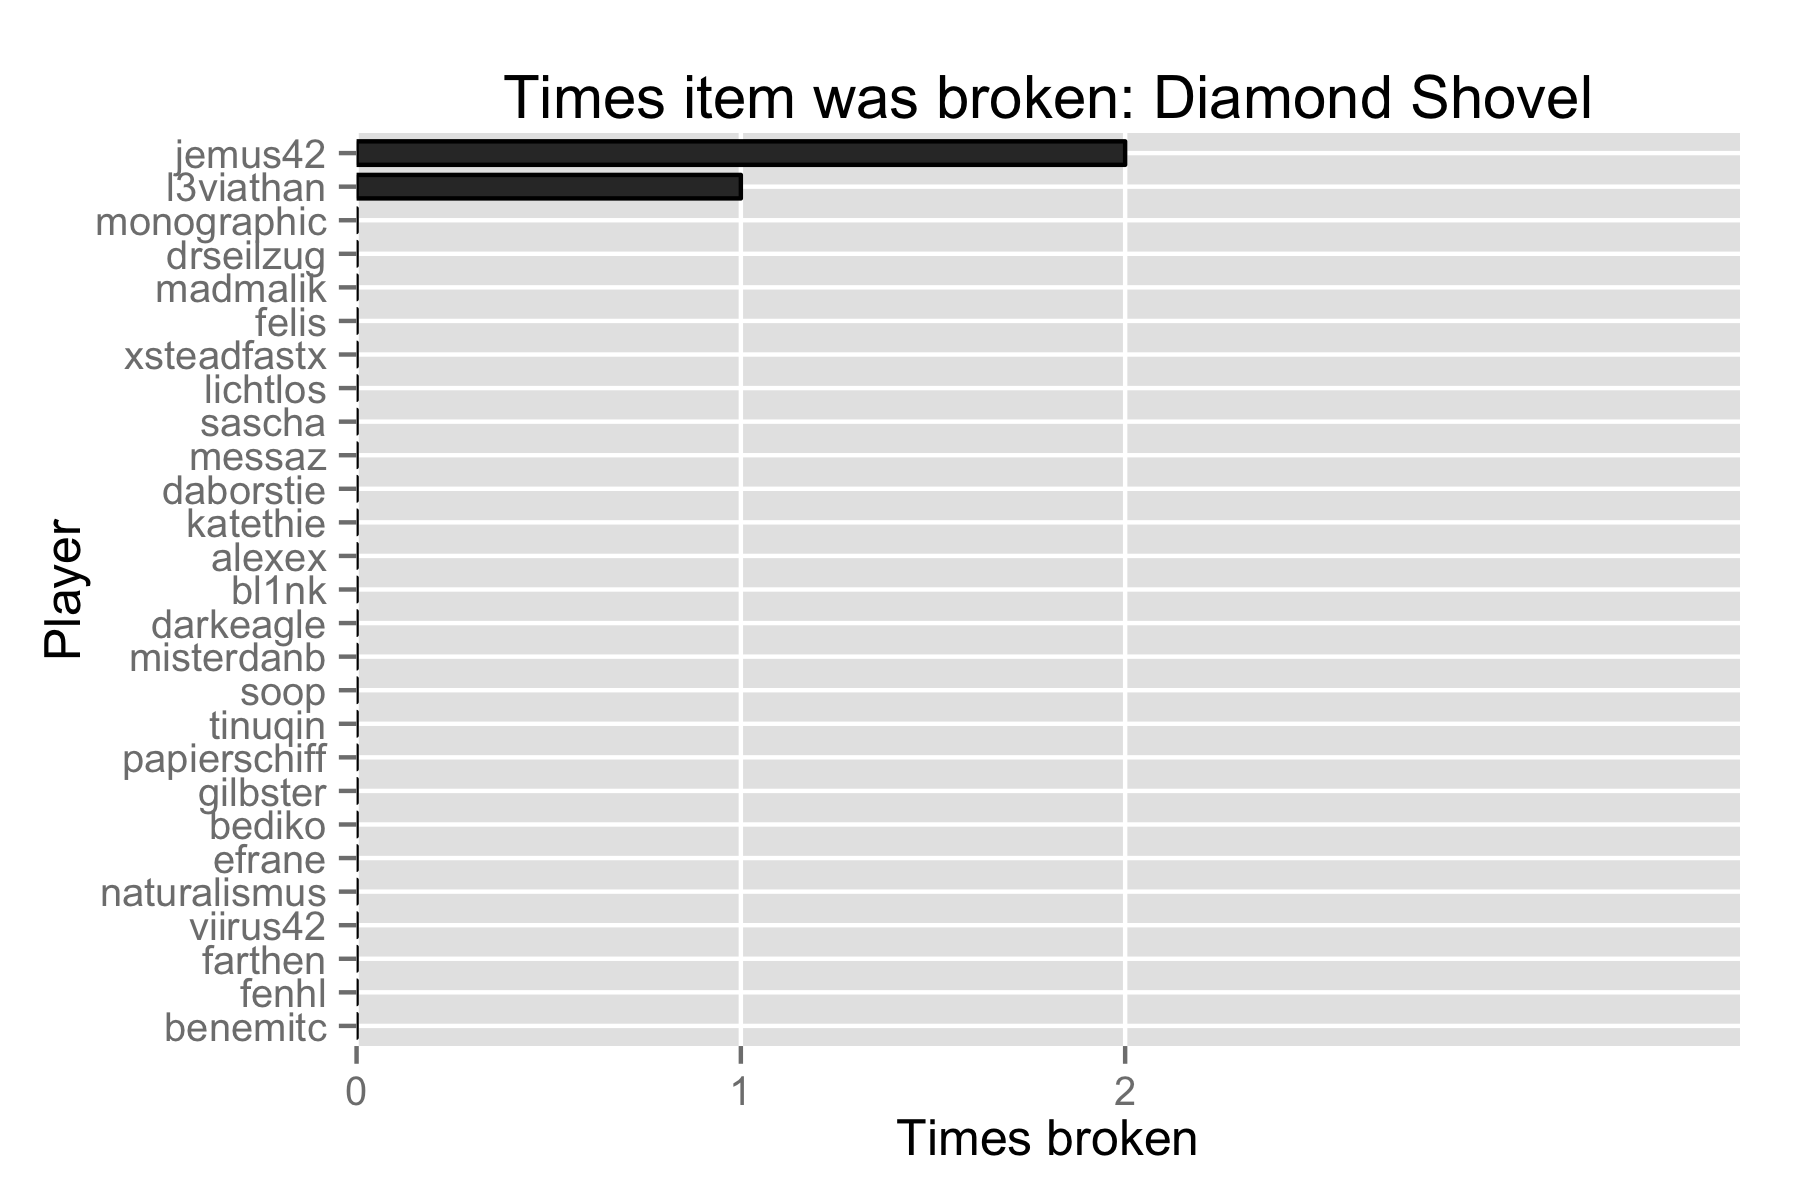 Times item was broken: Diamond Shovel
jemus42
l3viathan
monographic
drseilzug
madmalik
felis
xsteadfastx
lichtlos
sascha
messaz
daborstie
katethie
alexex
bl1nk
darkeagle
misterdanb
soop
tinuqin
papierschiff
gilbster
bediko
efrane
naturalismus
viirus42
farthen
fenhl
benemitc
Player
0 1 2
Times broken